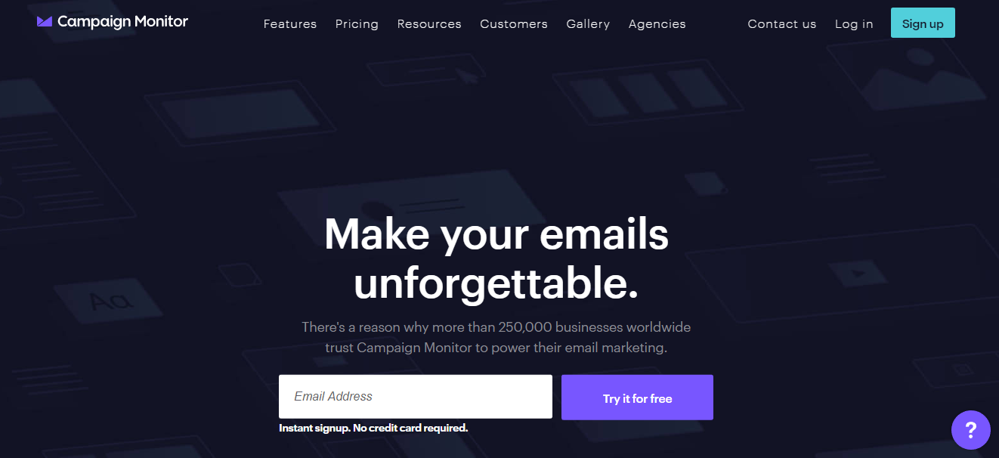 Campaign Monitor
Features Pricing Resources Customers Gallery Agencies Contact us Log in Sign up
Make your emails
unforgettable.
There's a reason why more than 250,000 businesses worldwide
trust Campaign Monitor to power their email marketing.
Email Address
Try it for free
Instant signup. No credit card required.
Aa
?